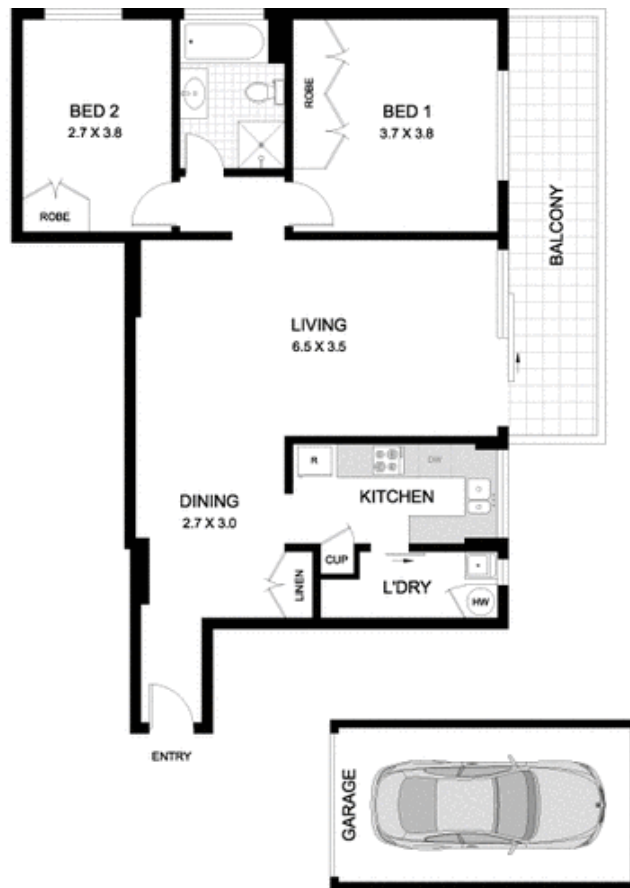 BED 2
2.7 X 3.8
ROBE
ROBE
BED 1
3.7 X 3.8
BALCONY
LIVING
6.5 X 3.5
R
DW
KITCHEN
DINING
2.7 X 3.0
CUP
LINEN
L'DRY
HW
ENTRY
GARAGE